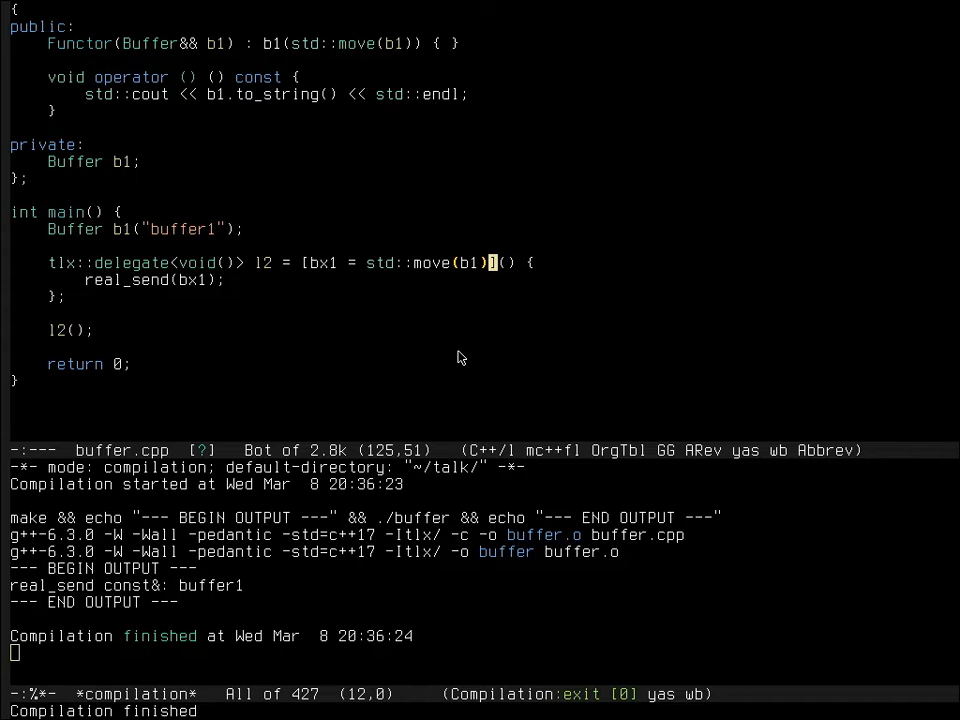 {
public:
    Functor(Buffer&& b1) : b1(std::move(b1)) { }

    void operator () () const {
        std::cout << b1.to_string() << std::endl;
    }

private:
    Buffer b1;
};

int main() {
    Buffer b1("buffer1");

    tlx::delegate<void()> l2 = [bx1 = std::move(b1)]() {
        real_send(bx1);
    };

    l2();

    return 0;
}
-:---  buffer.cpp  [?]   Bot of 2.8k (125,51)   (C++/l mc++fl OrgTbl GG ARev yas wb Abbrev)
-*- mode: compilation; default-directory: "~/talk/" -*-
Compilation started at Wed Mar  8 20:36:23

make && echo "--- BEGIN OUTPUT ---" && ./buffer && echo "--- END OUTPUT ---"
g++-6.3.0 -W -Wall -pedantic -std=c++17 -Itlx/ -c -o buffer.o buffer.cpp
g++-6.3.0 -W -Wall -pedantic -std=c++17 -Itlx/ -o buffer buffer.o
--- BEGIN OUTPUT ---
real_send const&: buffer1
--- END OUTPUT ---

Compilation finished at Wed Mar  8 20:36:24

-:%*-  *compilation*   All of 427  (12,0)     (Compilation:exit [0] yas wb)
Compilation finished